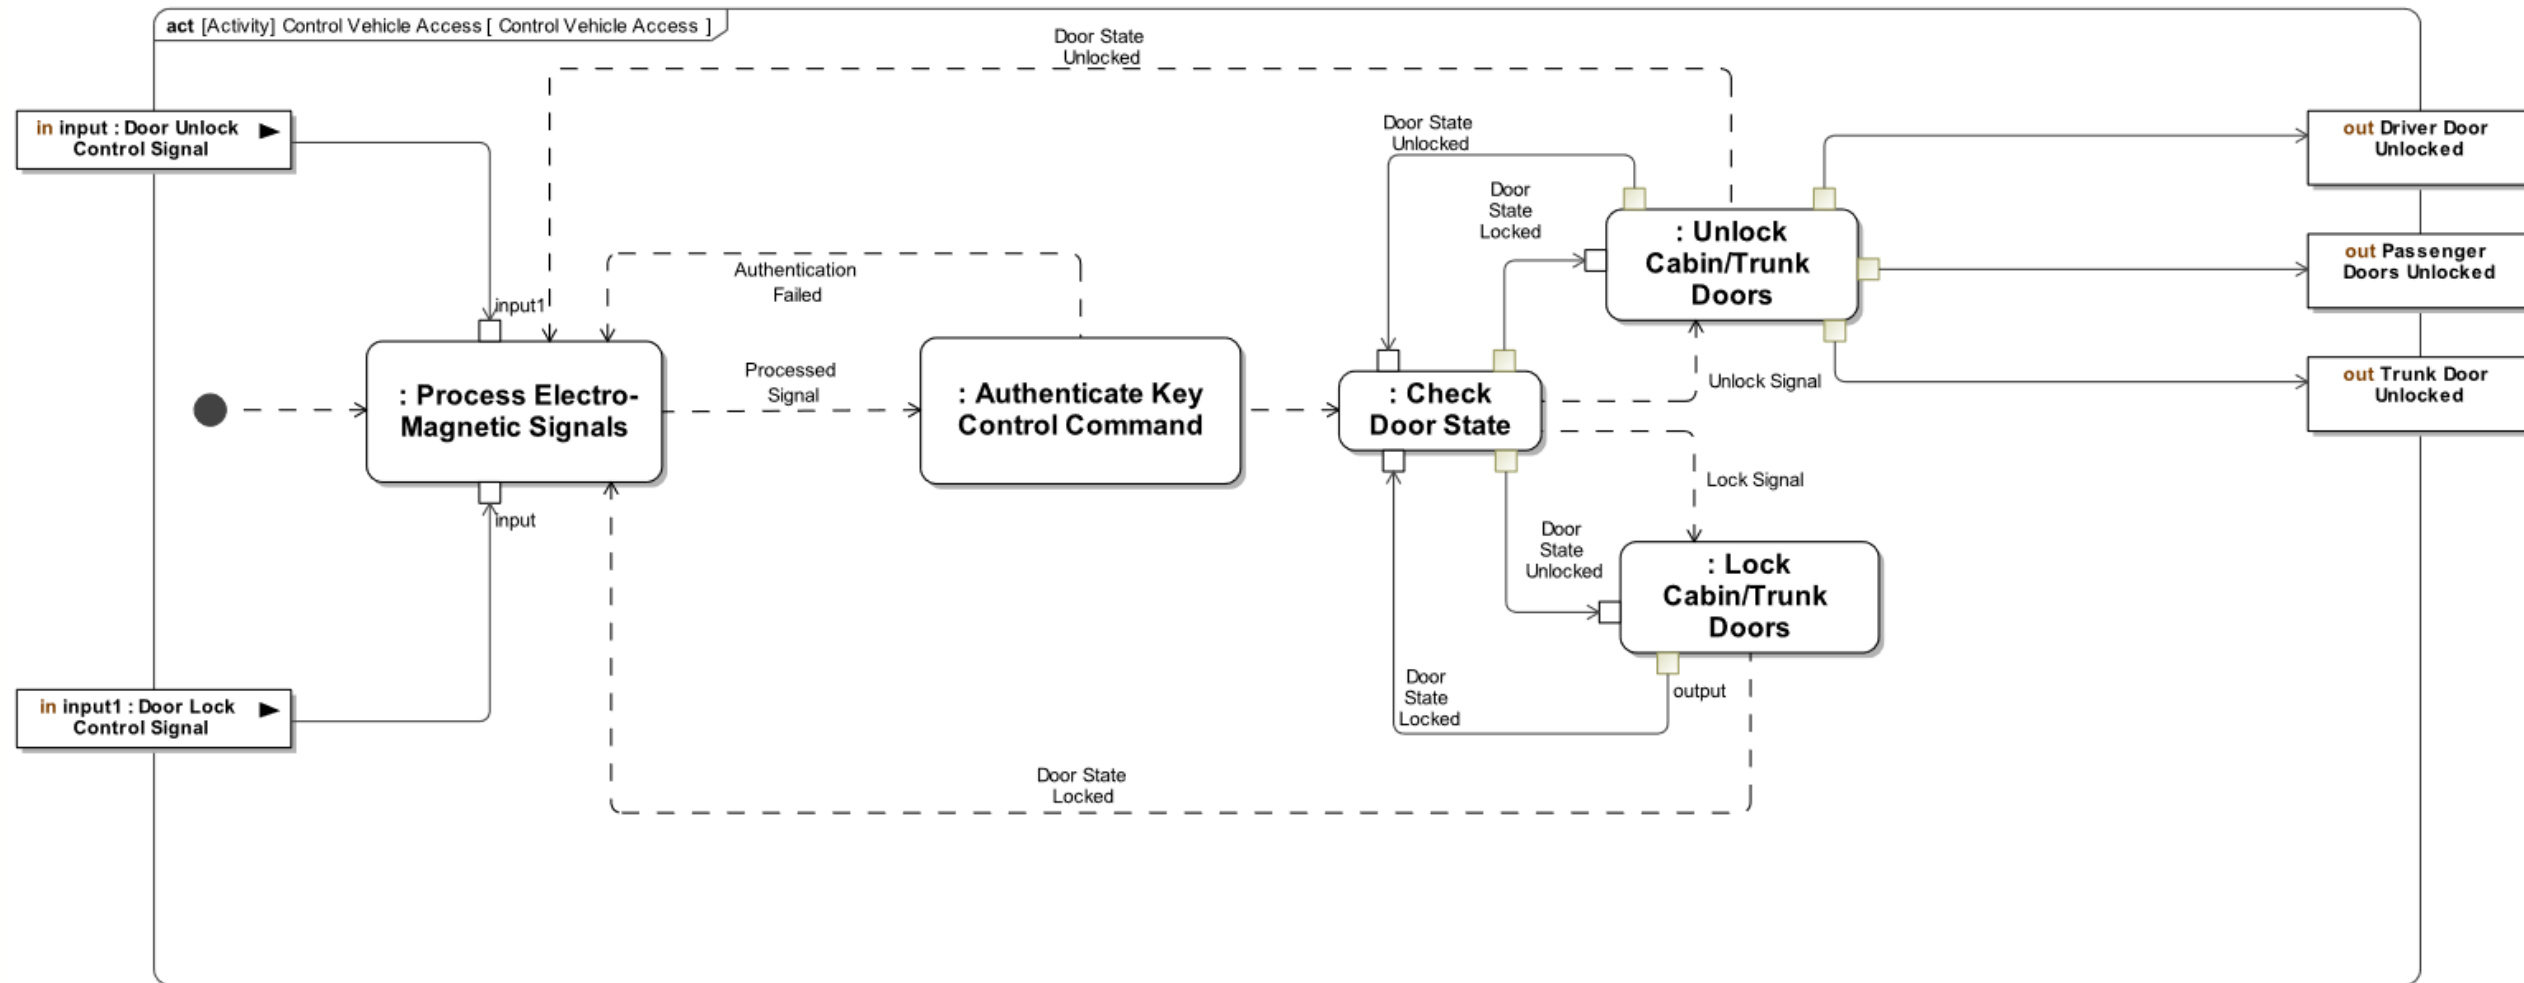 act [Activity] Control Vehicle Access [ Control Vehicle Access ]
Door State
Unlocked
in input : Door Unlock
Control Signal
Door State
Unlocked
out Driver Door
Unlocked
Door
State
Locked
: Unlock
Cabin/Trunk
Doors
out Passenger
Doors Unlocked
Authentication
Failed
input1
Processed
Signal
Unlock Signal
out Trunk Door
Unlocked
: Process Electro-
Magnetic Signals
: Authenticate Key
Control Command
: Check
Door State
Lock Signal
input
Door
State
Unlocked
: Lock
Cabin/Trunk
Doors
in input1 : Door Lock
Control Signal
Door
State
Locked
output
Door State
Locked